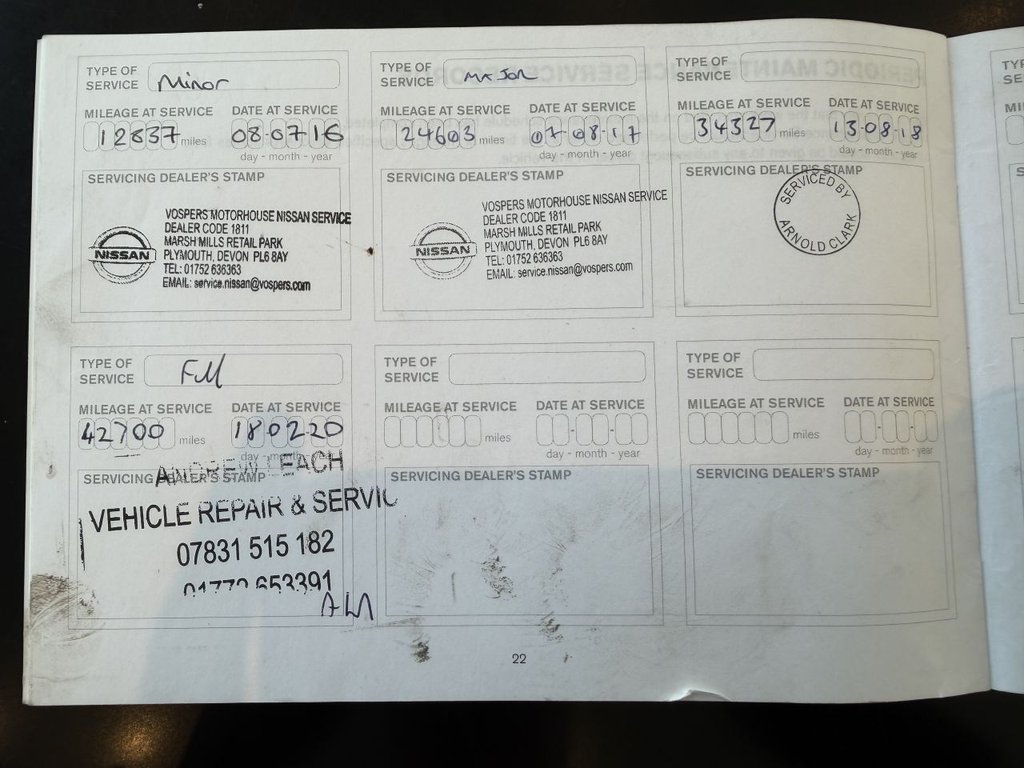 TYPE OF SERVICE Minor
MILEAGE AT SERVICE DATE AT SERVICE
12837 miles 08-07-16
day - month - year
SERVICING DEALER'S STAMP
VOSPERS MOTORHOUSE NISSAN SERVICE
DEALER CODE 1811
MARSH MILLS RETAIL PARK
NISSAN PLYMOUTH, DEVON PL6 8AY
TEL: 01752 636363
EMAIL: service.nissan@vospers.com
TYPE OF SERVICE Major
MILEAGE AT SERVICE DATE AT SERVICE
24603 miles 07-08-17
day - month - year
SERVICING DEALER'S STAMP
VOSPERS MOTORHOUSE NISSAN SERVICE
DEALER CODE 1811
MARSH MILLS RETAIL PARK
NISSAN PLYMOUTH, DEVON PL6 8AY
TEL: 01752 636363
EMAIL: service.nissan@vospers.com
TYPE OF SERVICE
MILEAGE AT SERVICE DATE AT SERVICE
34327 miles 13-08-18
day - month - year
SERVICING DEALER'S STAMP
SERVICED BY
ARNOLD CLARK
TYPE OF SERVICE Full
MILEAGE AT SERVICE DATE AT SERVICE
42700 miles 180220
day - month - year
SERVICING DEALER'S STAMP
ANDREW LEACH
VEHICLE REPAIR & SERVIC
07831 515 182
01772 653391
TYPE OF SERVICE
MILEAGE AT SERVICE DATE AT SERVICE
miles
day - month - year
SERVICING DEALER'S STAMP
TYPE OF SERVICE
MILEAGE AT SERVICE DATE AT SERVICE
miles
day - month - year
SERVICING DEALER'S STAMP
22